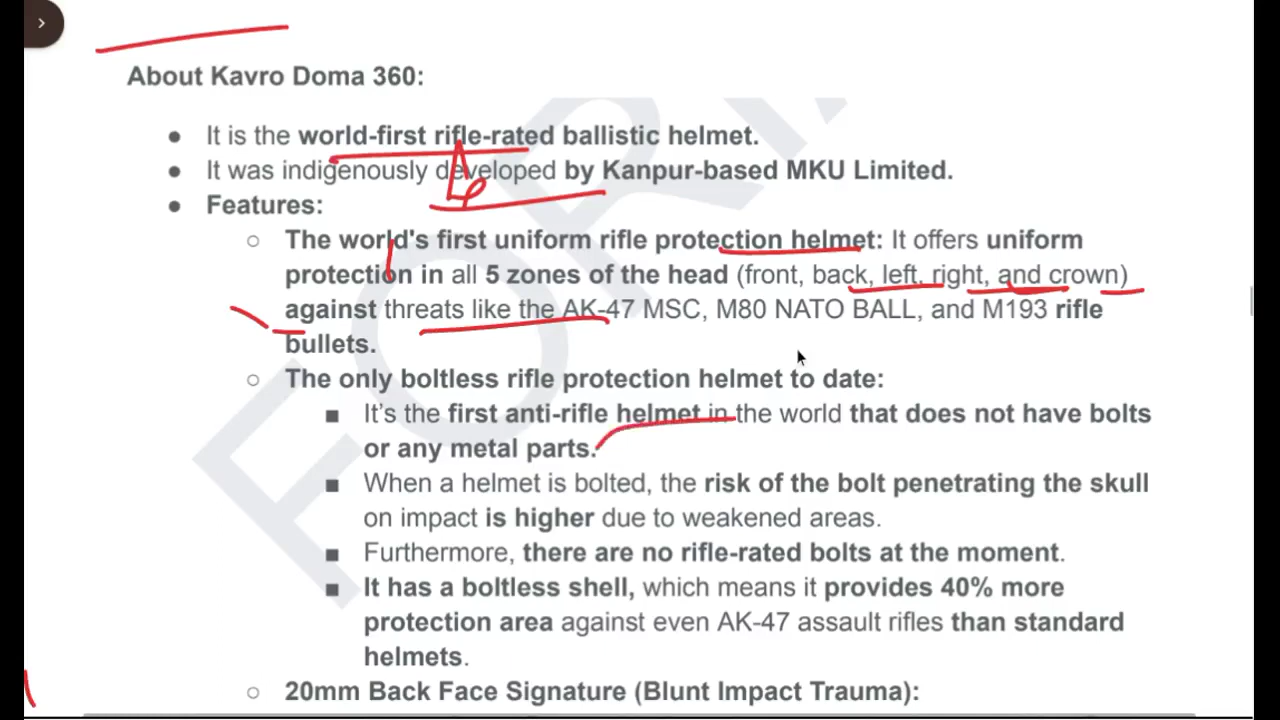 About Kavro Doma 360:
● It is the world-first rifle-rated ballistic helmet.
● It was indigenously developed by Kanpur-based MKU Limited.
● Features:
○ The world's first uniform rifle protection helmet: It offers uniform
protection in all 5 zones of the head (front, back, left, right, and crown)
against threats like the AK-47 MSC, M80 NATO BALL, and M193 rifle
bullets.
○ The only boltless rifle protection helmet to date:
■ It’s the first anti-rifle helmet in the world that does not have bolts
or any metal parts.
■ When a helmet is bolted, the risk of the bolt penetrating the skull
on impact is higher due to weakened areas.
■ Furthermore, there are no rifle-rated bolts at the moment.
■ It has a boltless shell, which means it provides 40% more
protection area against even AK-47 assault rifles than standard
helmets.
○ 20mm Back Face Signature (Blunt Impact Trauma):